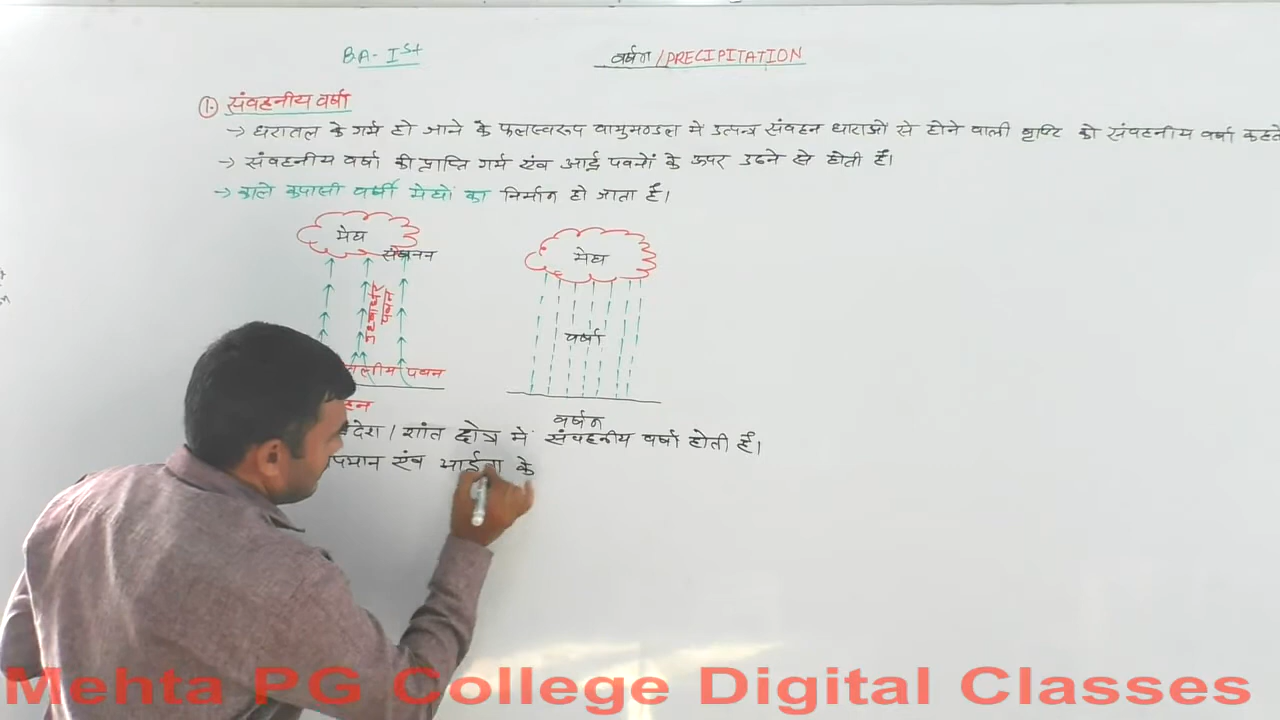 BA- Ist
वर्षण / PRECIPITATION
1. संवहनीय वर्षा
→ धरातल के गर्म हो जाने के फलस्वरूप वायुमण्डल में उत्पन्न संवहन धाराओं से होने वाली वृष्टि को संवहनीय वर्षा कहते
→ संवहनीय वर्षा की प्राप्ति गर्म एंव आर्द्र पवनों के ऊपर उठने से होती हैं।
→ काले कपासी वर्षी मेघों का निर्माण हो जाता हैं।
मेघ
संघनन
पवन
मेघ
वर्षा
वर्षण
शांत क्षेत्र में संवहनीय वर्षा होती हैं।
एंव आर्द्रता के
Mehta PG College Digital Classes